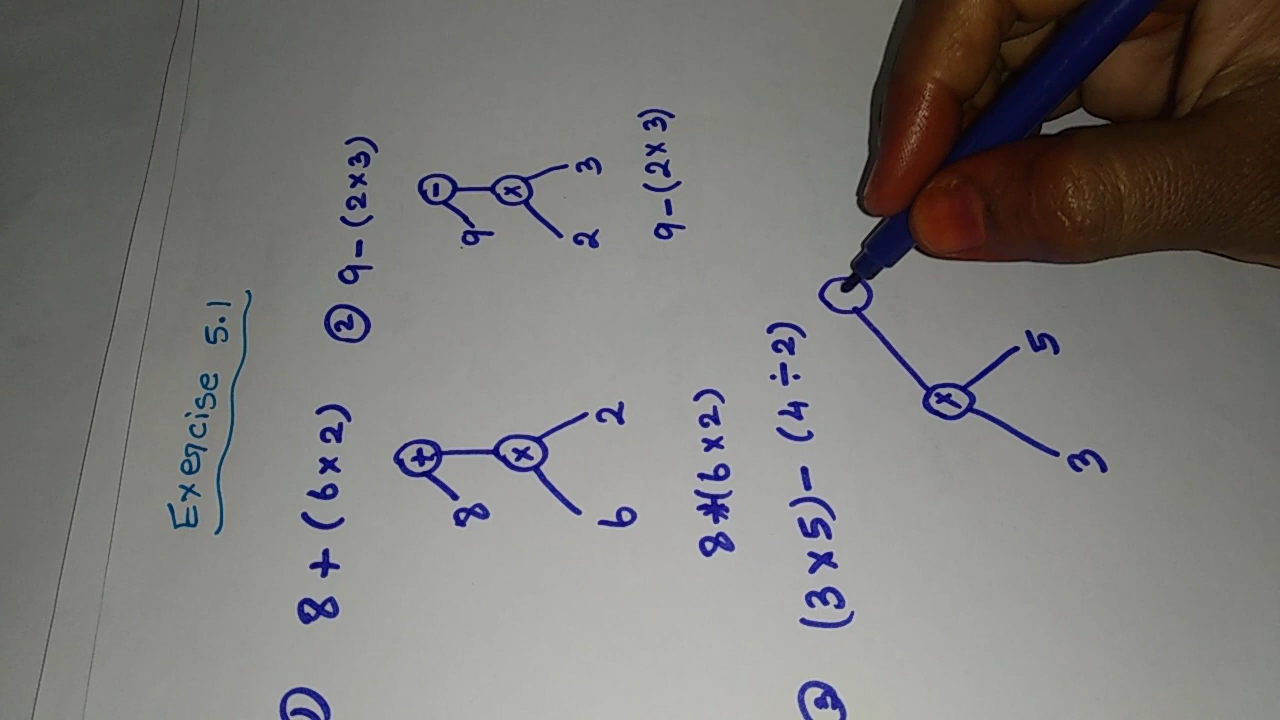 Exercise 5.1
① 8 + (6 × 2) ② 9 - (2 × 3)
+ -
8 × 9 ×
6 2 2 3
9 - (2 × 3)
8 + (6 × 2)
③ (3 × 5) - (4 ÷ 2)
×
3 5